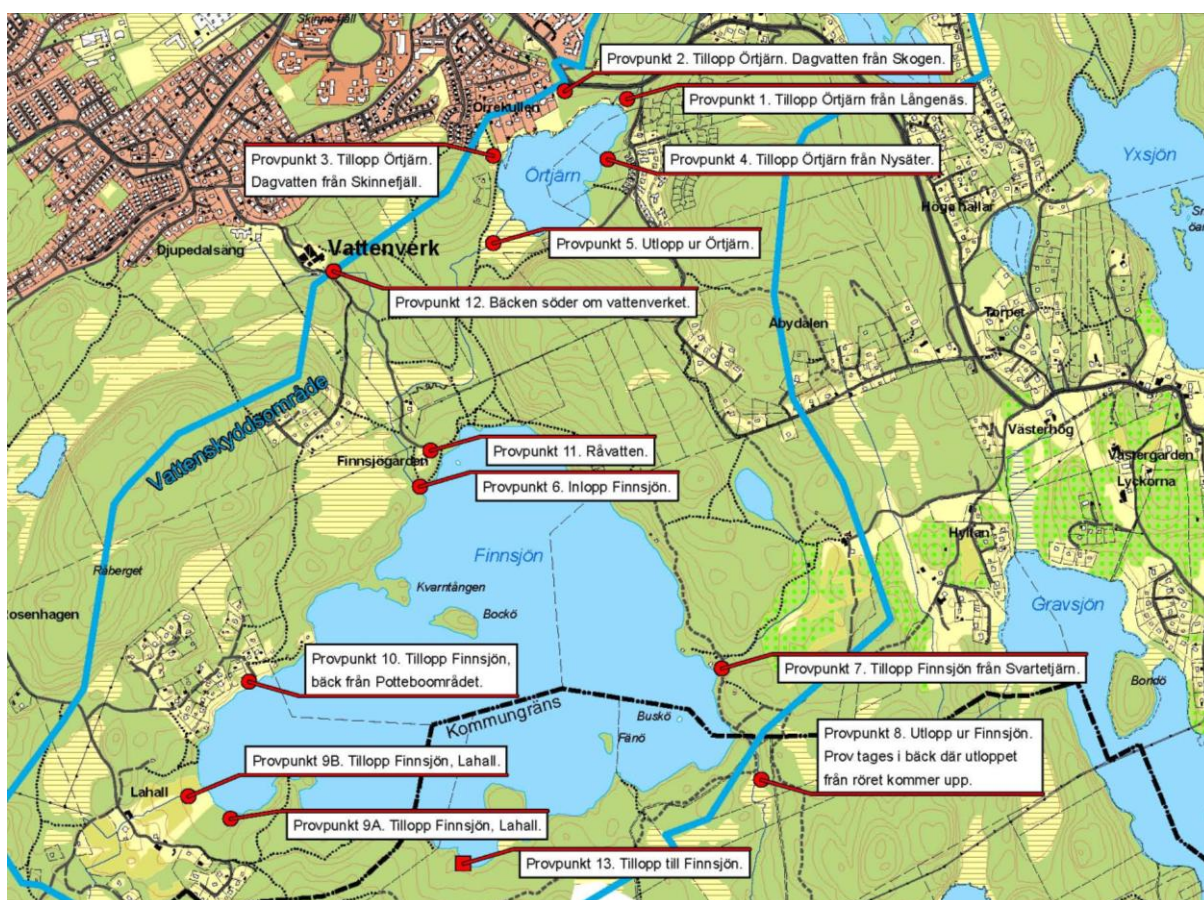 Skinne fjäll
Provpunkt 2. Tillopp Örtjärn. Dagvatten från Skogen.
Orrekullen
Provpunkt 1. Tillopp Örtjärn från Långenäs.
Provpunkt 3. Tillopp Örtjärn.
Dagvatten från Skinnefjäll.
Provpunkt 4. Tillopp Örtjärn från Nysäter.
Yxsjön
Örtjärn
Höga hallar
Djupedalsäng
Vattenverk
Provpunkt 5. Utlopp ur Örtjärn.
Provpunkt 12. Bäcken söder om vattenverket.
Torpet
Åbydalen
Vattenskyddsområde
Västerhög
Finnsjögården
Provpunkt 11. Råvatten.
Västergården
Lyckorna
Provpunkt 6. Inlopp Finnsjön.
Hyltan
Finnsjön
Råberget
Kvarntången
Bockö
Gravsjön
osenhagen
Provpunkt 10. Tillopp Finnsjön,
bäck från Potteboområdet.
Provpunkt 7. Tillopp Finnsjön från Svartetjärn.
Bondö
Kommungräns
Buskö
Fänö
Provpunkt 8. Utlopp ur Finnsjön.
Prov tages i bäck där utloppet
från röret kommer upp.
Provpunkt 9B. Tillopp Finnsjön, Lahall.
Lahall
Provpunkt 9A. Tillopp Finnsjön, Lahall.
Provpunkt 13. Tillopp till Finnsjön.